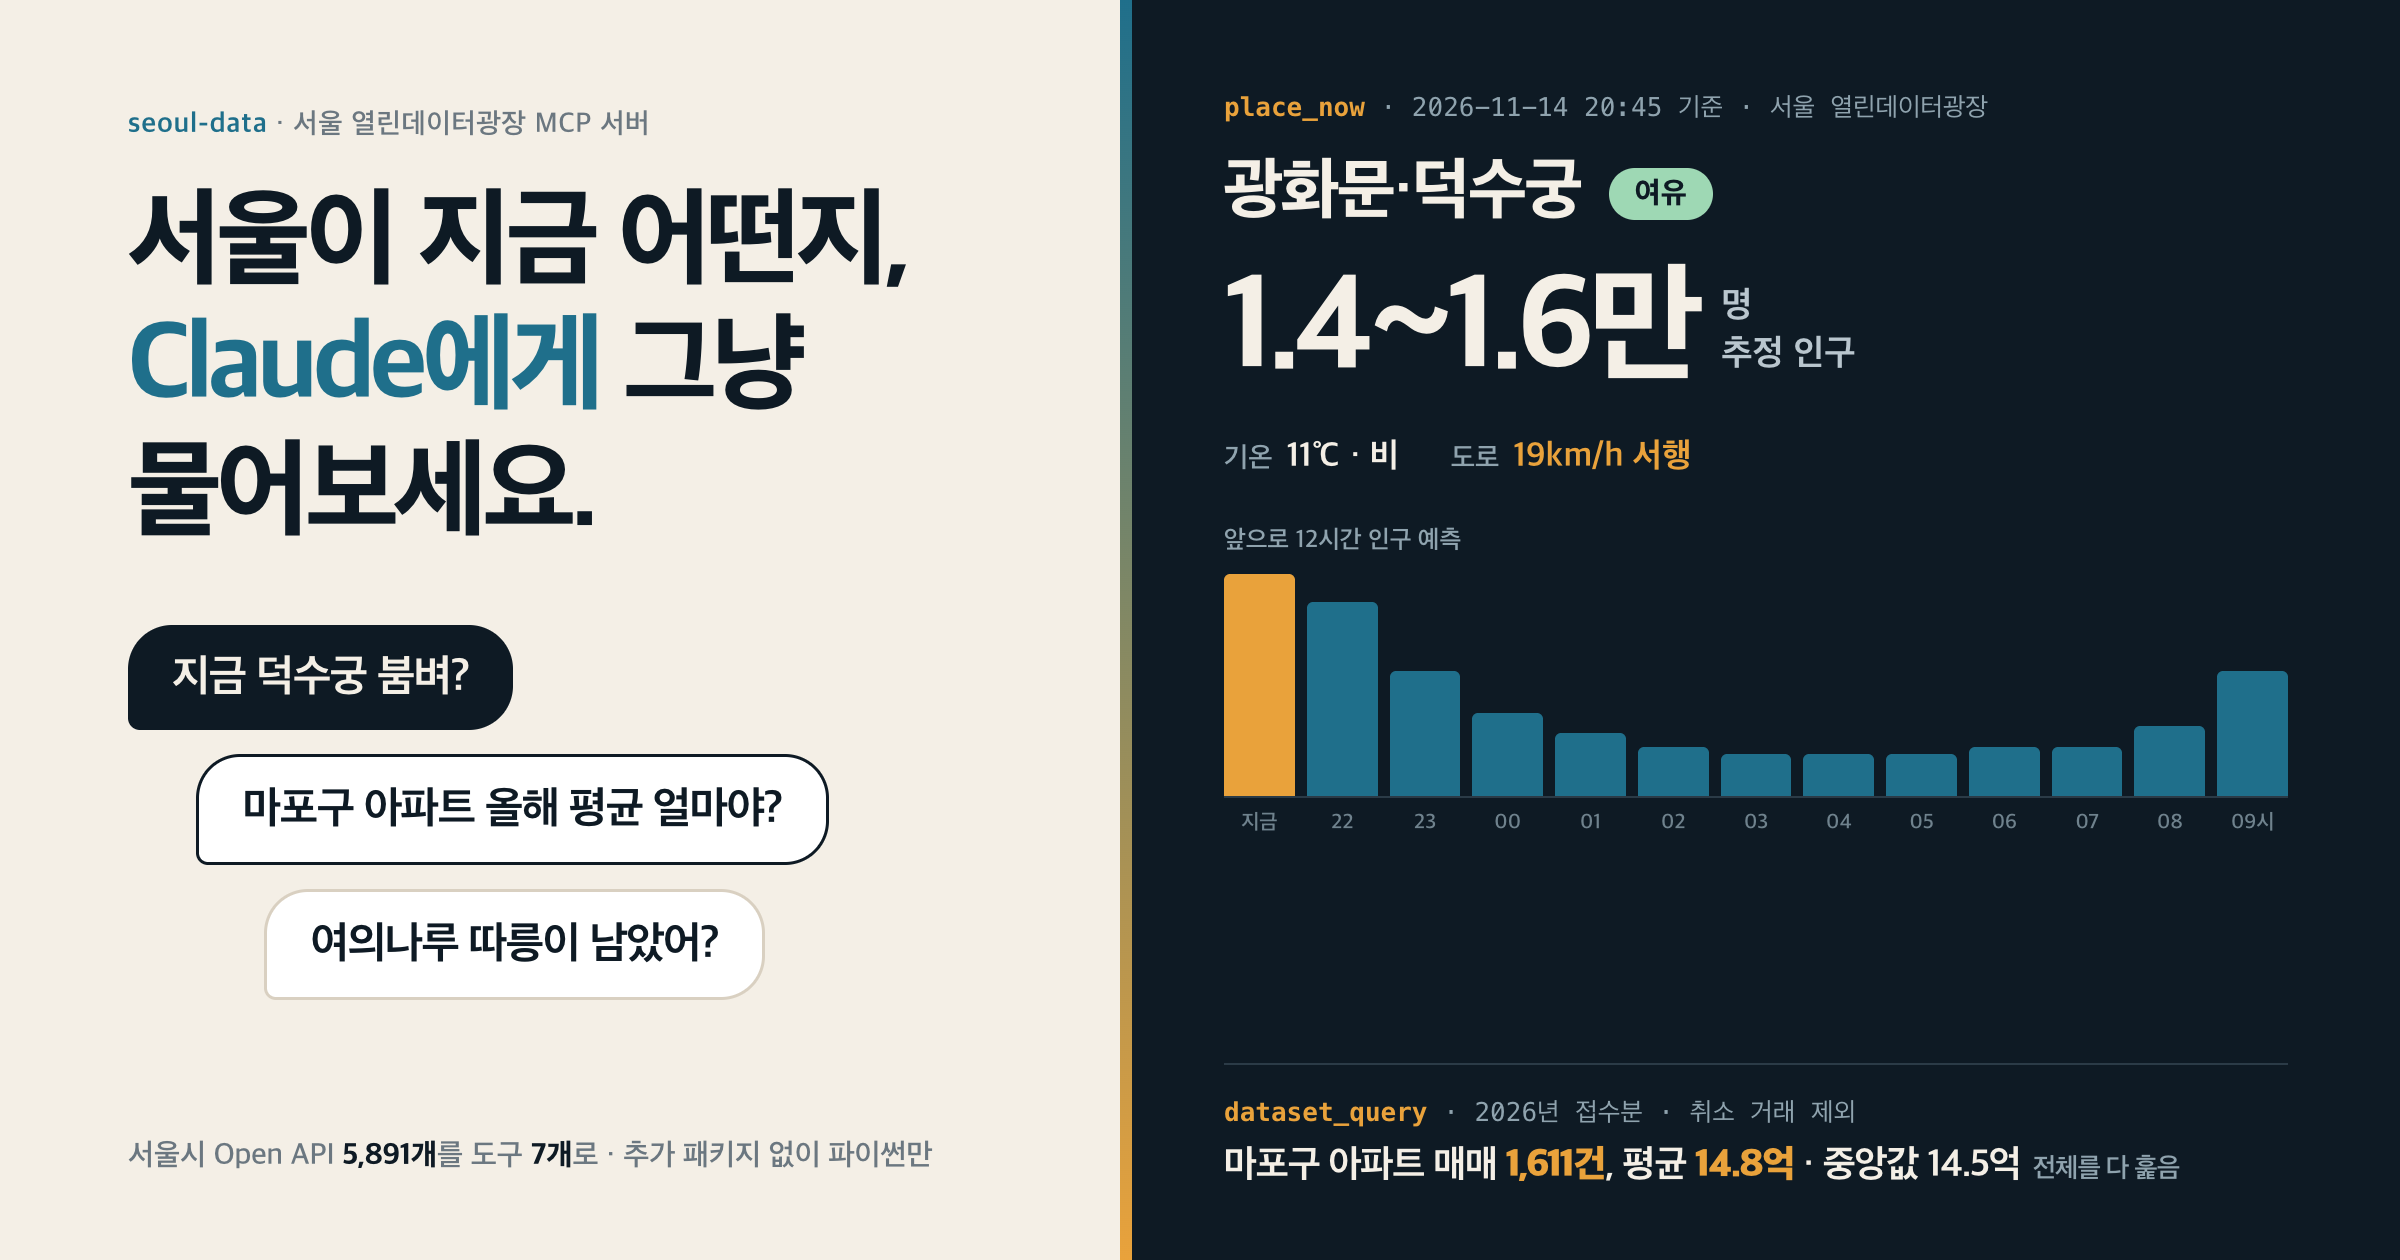 seoul-data · 서울 열린데이터광장 MCP 서버
서울이 지금 어떤지,
Claude에게 그냥
물어보세요.
지금 덕수궁 붐벼?
마포구 아파트 올해 평균 얼마야?
여의나루 따릉이 남았어?
서울시 Open API 5,891개를 도구 7개로 · 추가 패키지 없이 파이썬만
place_now · 2026-11-14 20:45 기준 · 서울 열린데이터광장
광화문·덕수궁 여유
1.4~1.6만 명
추정 인구
기온 11℃ · 비 도로 19km/h 서행
앞으로 12시간 인구 예측
지금 22 23 00 01 02 03 04 05 06 07 08 09시
dataset_query · 2026년 접수분 · 취소 거래 제외
마포구 아파트 매매 1,611건, 평균 14.8억 · 중앙값 14.5억 전체를 다 훑음